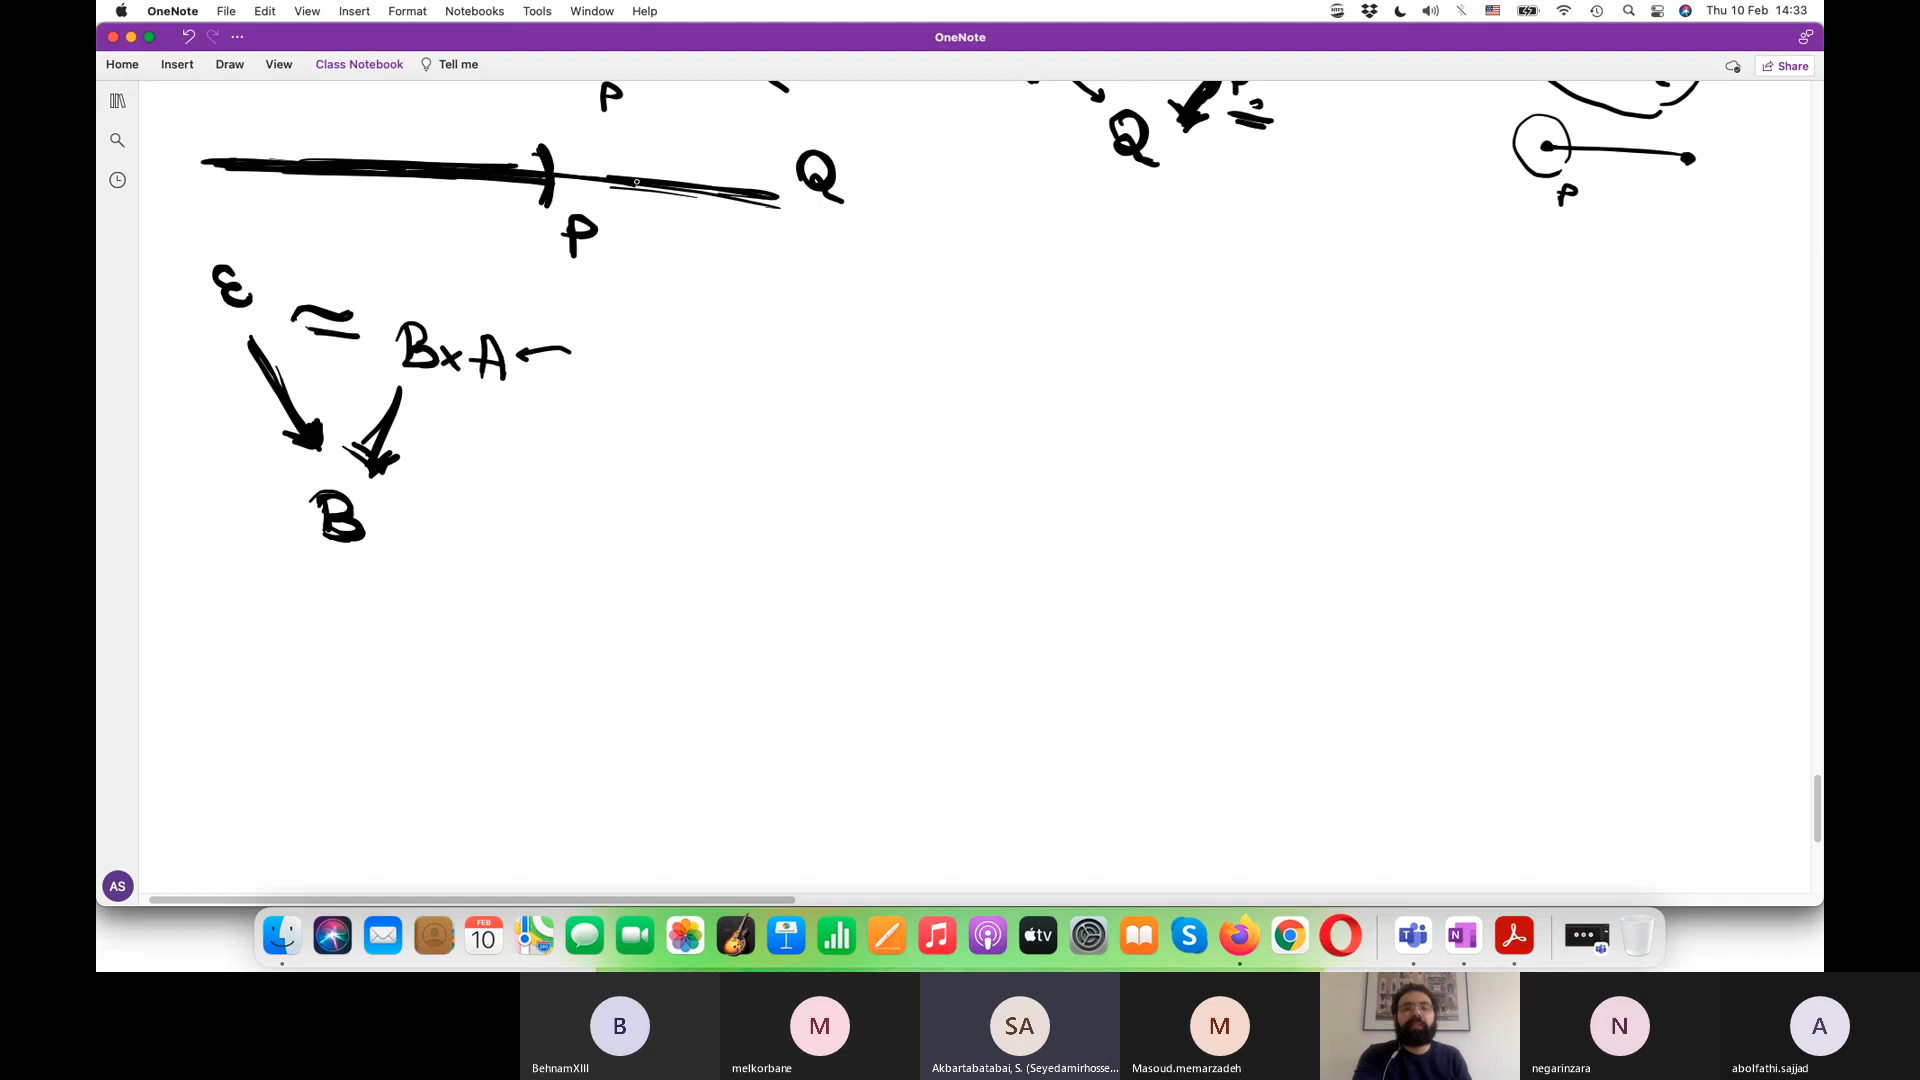 OneNote File Edit View Insert Format Notebooks Tools Window Help
Thu 10 Feb 14:33
OneNote
Home Insert Draw View Class Notebook Tell me
Share
P
P
Q
Q
P
P
ε ≃ B×A ←
B
AS
FEB
10
tv
BehnamXIII
melkorbane
Akbartabatabai, S. (Seyedamirhosse...
Masoud.memarzadeh
negarinzara
abolfathi.sajjad
B
M
SA
M
N
A